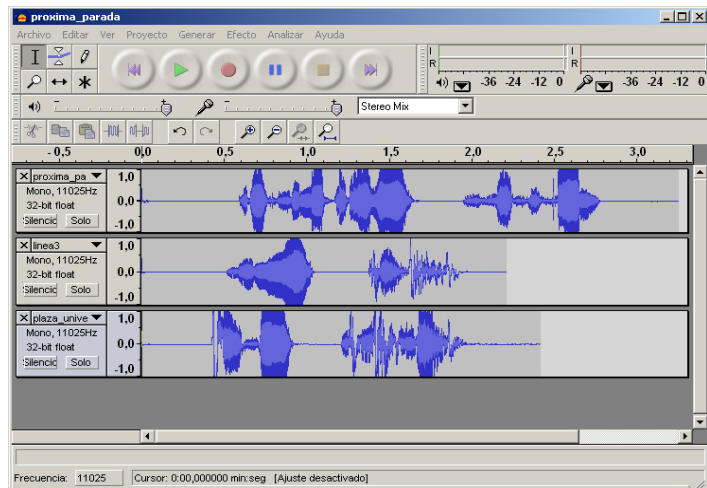 proxima_parada
Archivo Editar Ver Proyecto Generar Efecto Analizar Ayuda
I
R
-36 -24 -12 0
I
R
-36 -24 -12 0
Stereo Mix
- 0,5 0,0 0,5 1,0 1,5 2,0 2,5 3,0
proxima_pa
Mono, 11025Hz
32-bit float
Silencic Solo
1,0
0,0
-1,0
linea3
Mono, 11025Hz
32-bit float
Silencic Solo
1,0
0,0
-1,0
plaza_unive
Mono, 11025Hz
32-bit float
Silencic Solo
1,0
0,0
-1,0
Frecuencia: 11025 Cursor: 0:00,000000 min:seg [Ajuste desactivado]